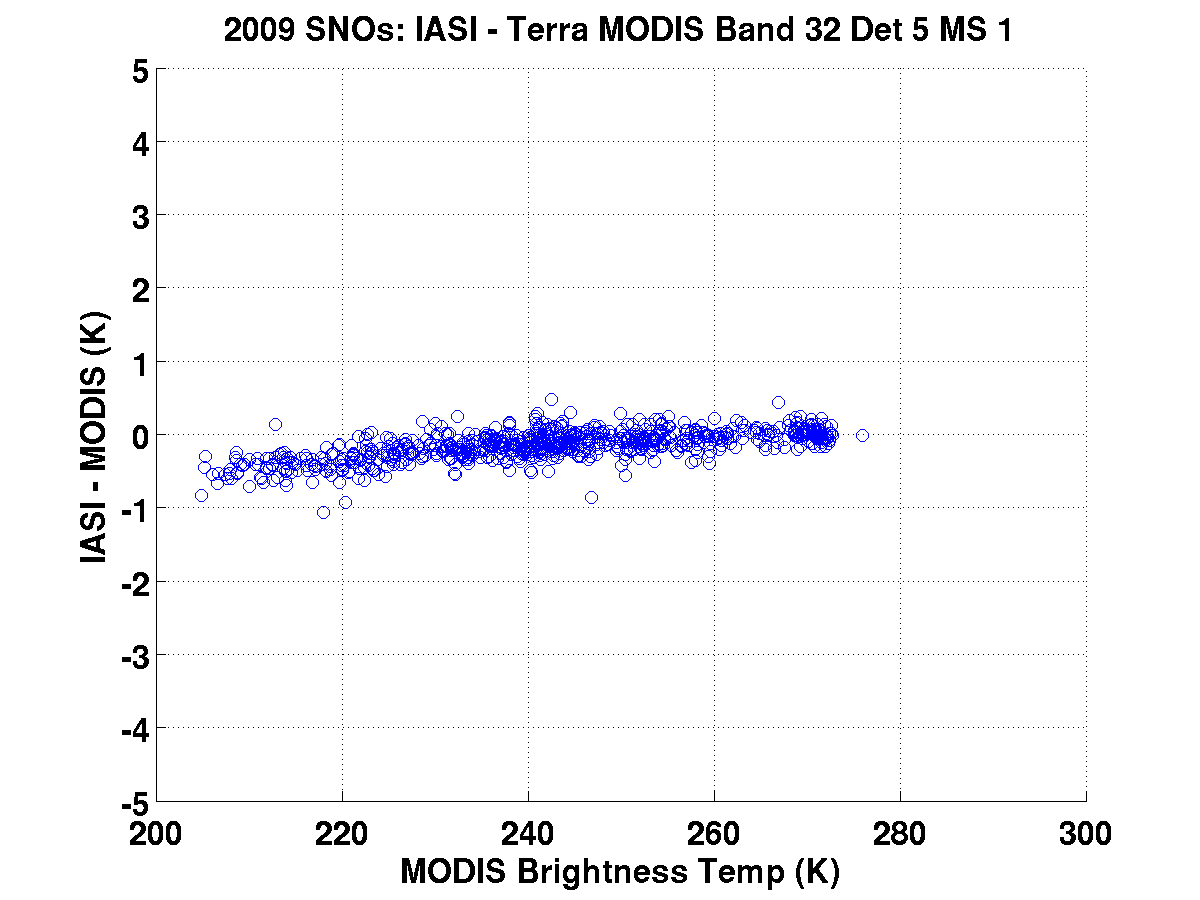 2009 SNOs: IASI - Terra MODIS Band 32 Det 5 MS 1
5
4
3
2
1
0
-1
-2
-3
-4
-5
IASI - MODIS (K)
200 220 240 260 280 300
MODIS Brightness Temp (K)